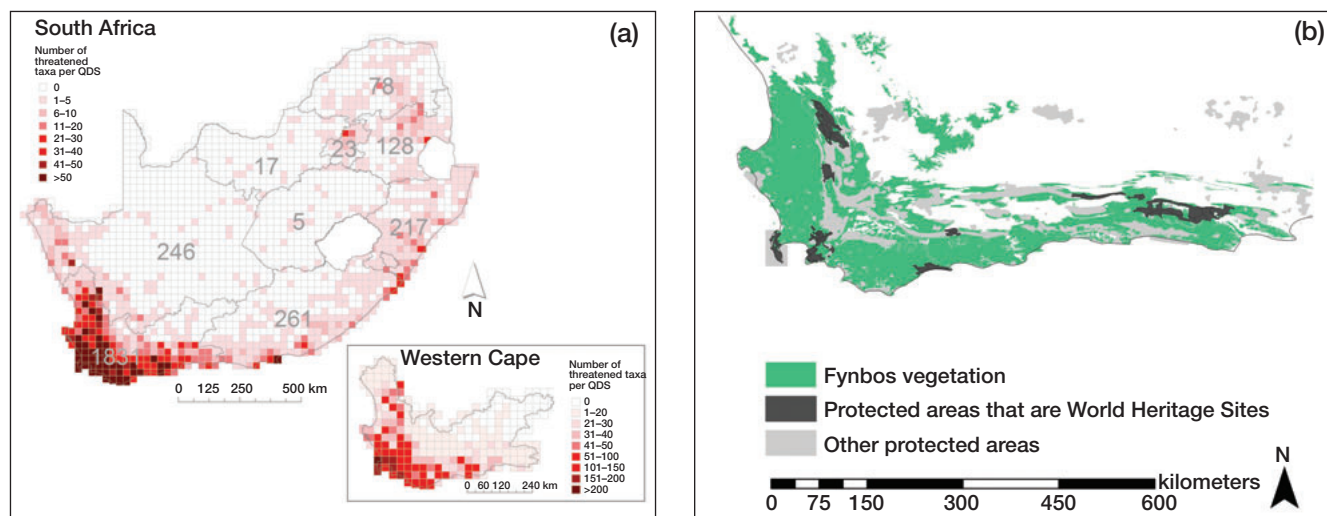 South Africa
(a)
Number of
threatened
taxa per QDS
0
1–5
6–10
11–20
21–30
31–40
41–50
>50
78
17
23
128
5
217
246
261
1831
N
0 125 250 500 km
Western Cape
Number of
threatened taxa
per QDS
0
1–20
21–30
31–40
41–50
51–100
101–150
151–200
>200
0 60 120 240 km
(b)
Fynbos vegetation
Protected areas that are World Heritage Sites
Other protected areas
kilometers
0 75 150 300 450 600
N